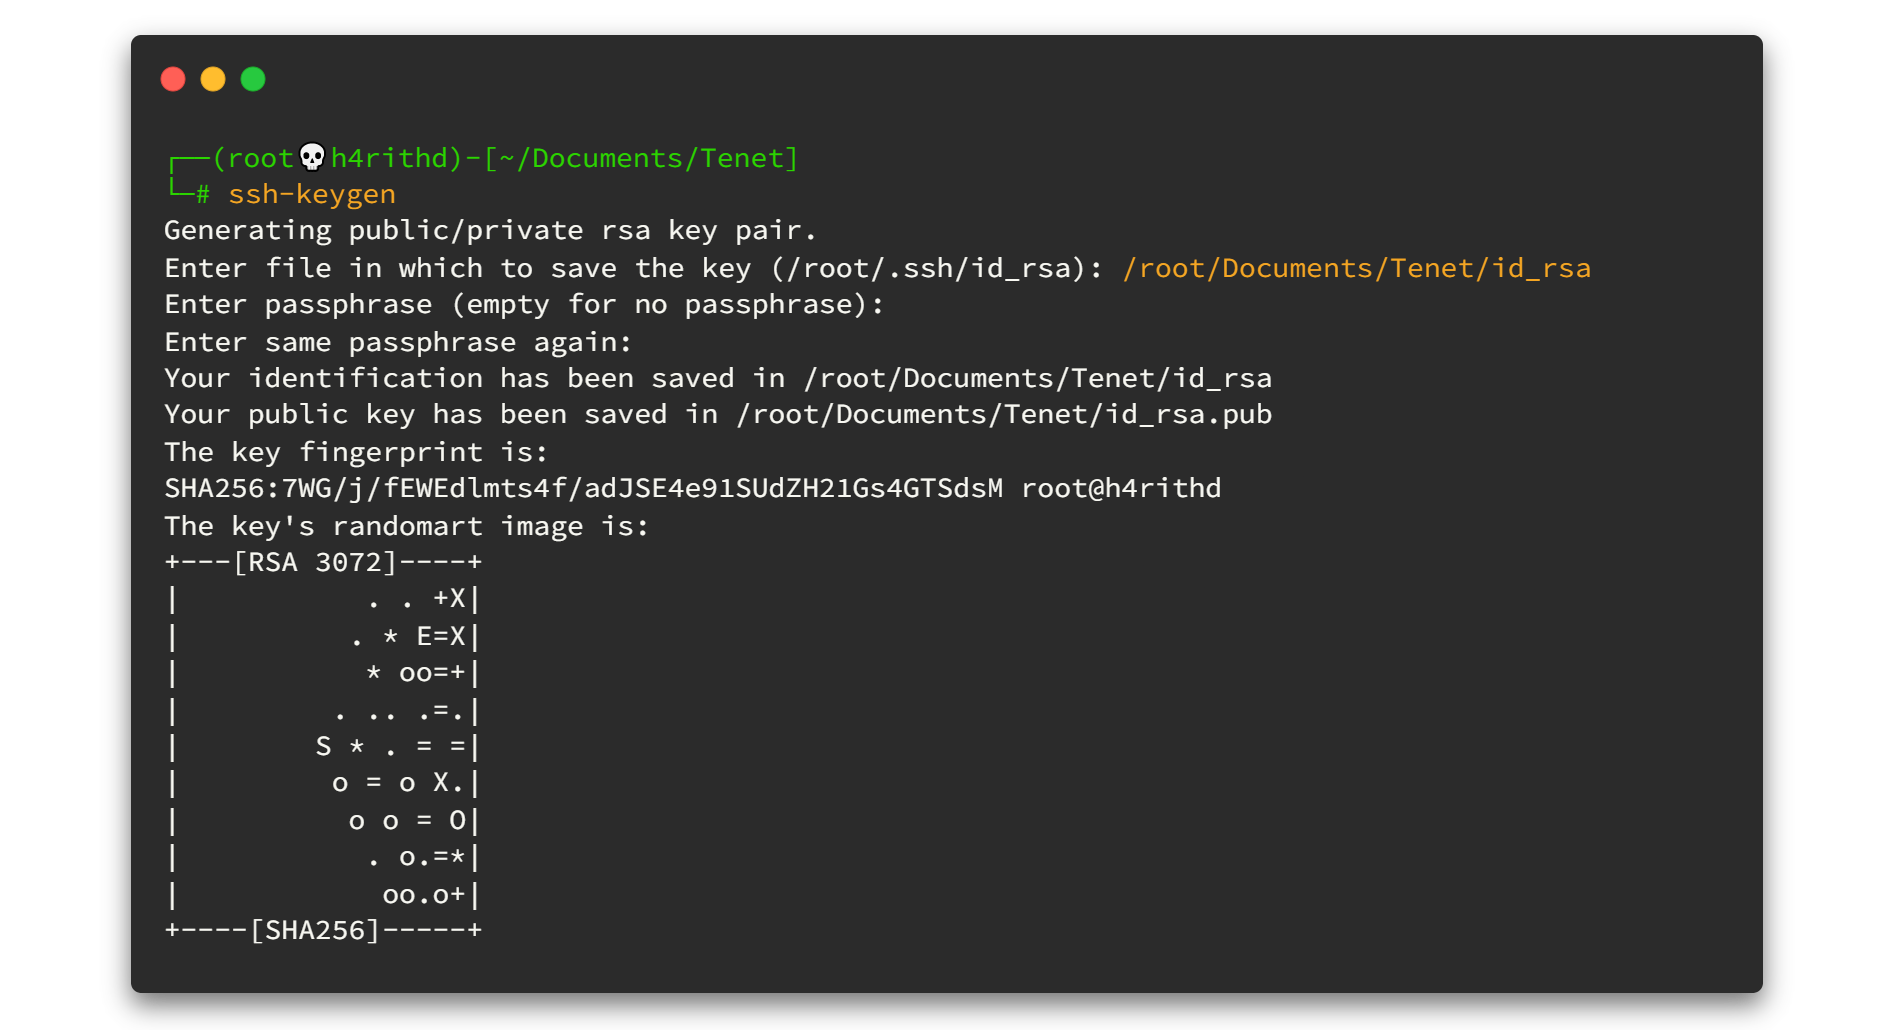 ┌──(root💀h4rithd)-[~/Documents/Tenet]
└─# ssh-keygen
Generating public/private rsa key pair.
Enter file in which to save the key (/root/.ssh/id_rsa): /root/Documents/Tenet/id_rsa
Enter passphrase (empty for no passphrase):
Enter same passphrase again:
Your identification has been saved in /root/Documents/Tenet/id_rsa
Your public key has been saved in /root/Documents/Tenet/id_rsa.pub
The key fingerprint is:
SHA256:7WG/j/fEWEdlmts4f/adJSE4e91SUdZH21Gs4GTSdsM root@h4rithd
The key's randomart image is:
+---[RSA 3072]----+
|           . . +X|
|          . * E=X|
|           * oo=+|
|         . .. .=.|
|        S * . = =|
|         o = o X.|
|          o o = O|
|           . o.=*|
|            oo.o+|
+----[SHA256]-----+